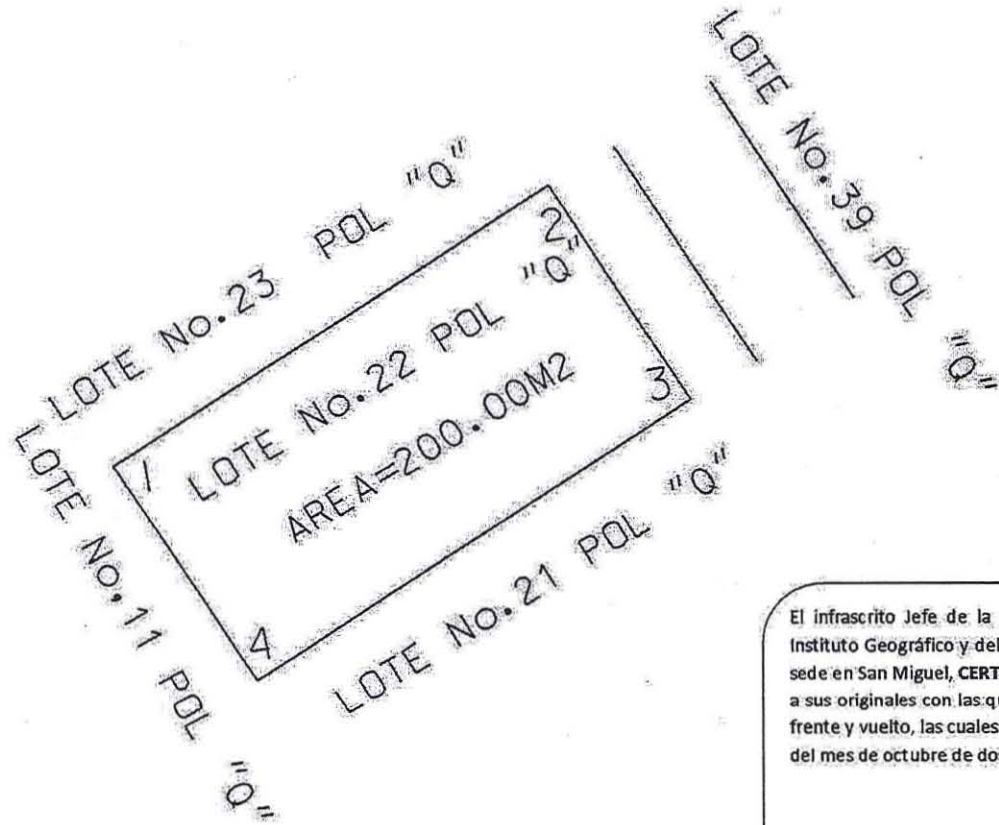 LOTE No.39 POL "Q"
LOTE No.23 POL "Q"
2
LOTE No.22 POL "Q"
AREA=200.00M2
3
1
LOTE No.11 POL "Q"
4
LOTE No.21 POL "Q"
El infrascrito Jefe de la
Instituto Geográfico y del
sede en San Miguel, CERT
a sus originales con las qu
frente y vuelto, las cuales
del mes de octubre de do